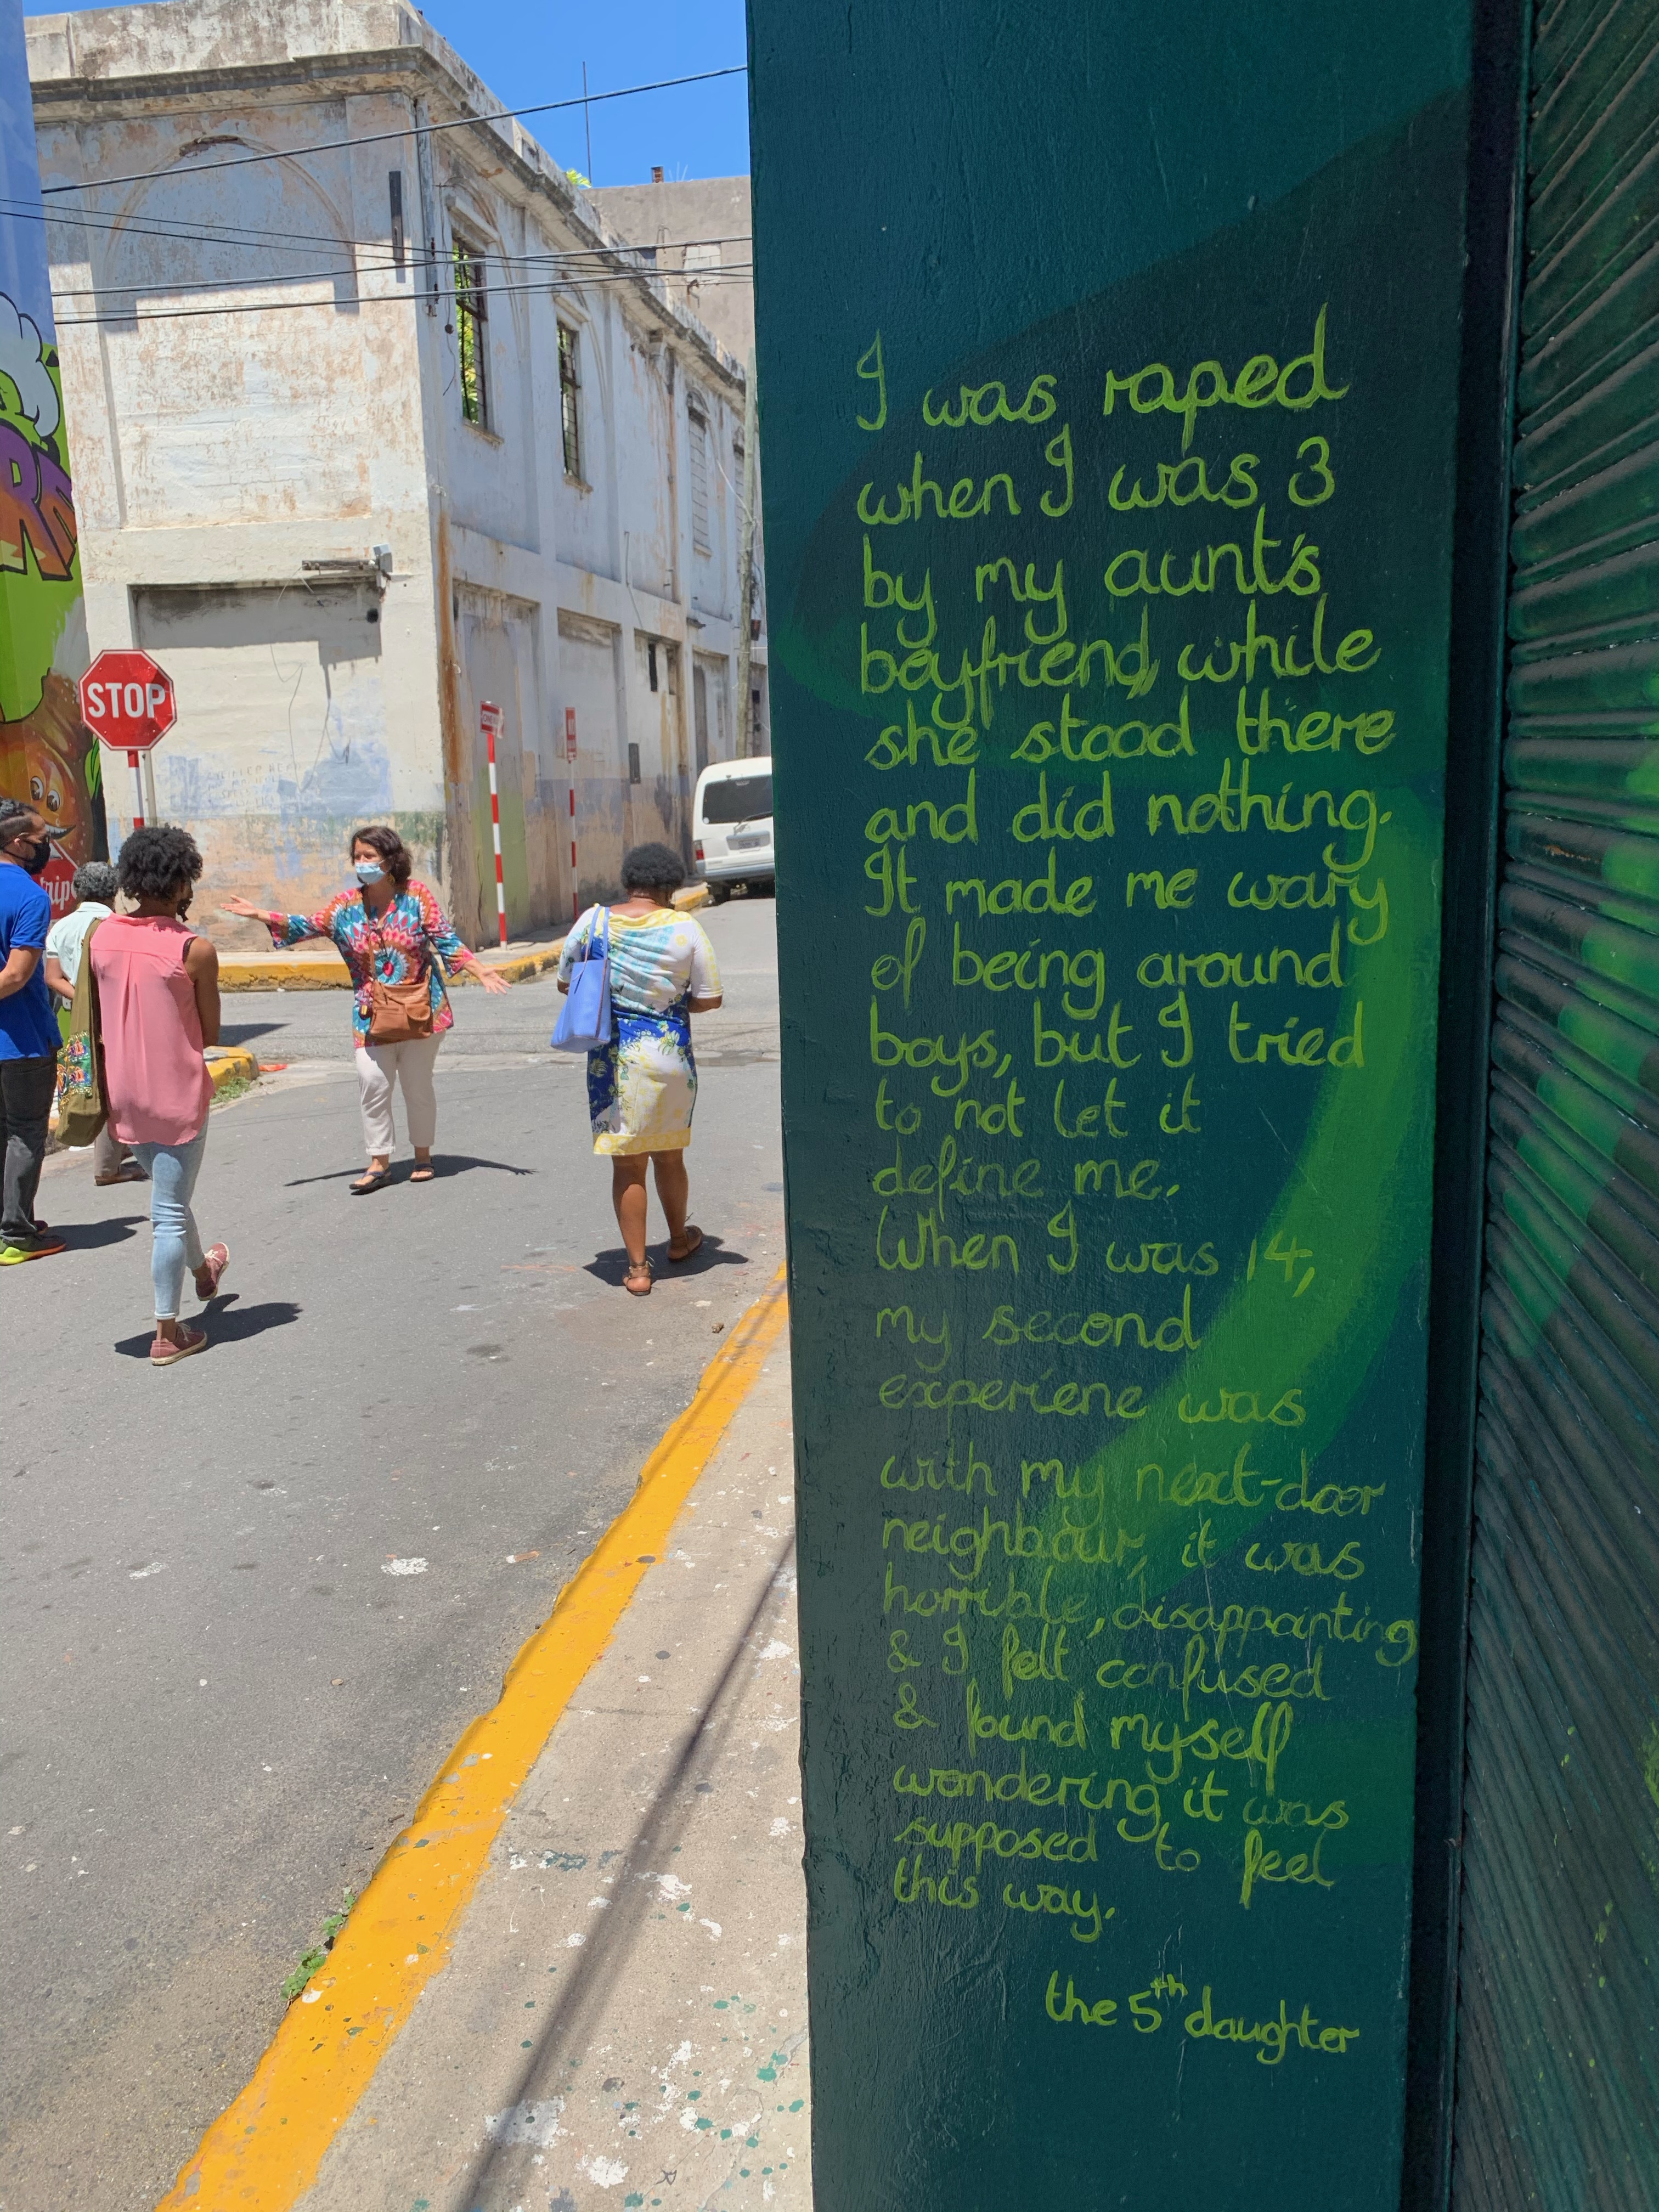 I was raped
when I was 3
by my aunt's
boyfriend, while
she stood there
and did nothing.
It made me wary
of being around
boys, but I tried
to not let it
define me.
When I was 14,
my second
experiene was
with my next-door
neighbour, it was
horrible, disappointing
& I felt confused
& found myself
wondering it was
supposed to feel
this way.
the 5th daughter
STOP